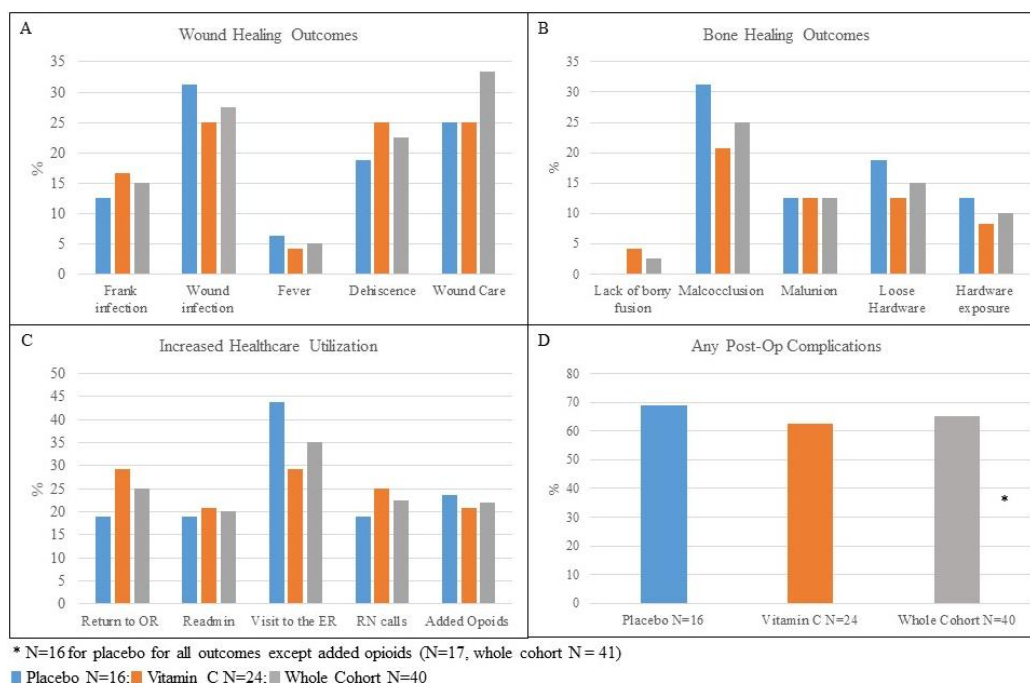 A
Wound Healing Outcomes
35
30
25
20
15
10
5
0
%
Frank infection
Wound infection
Fever
Dehiscence
Wound Care
B
Bone Healing Outcomes
35
30
25
20
15
10
5
0
%
Lack of bony fusion
Malcocclusion
Malunion
Loose Hardware
Hardware exposure
C
Increased Healthcare Utilization
50
45
40
35
30
25
20
15
10
5
0
%
Return to OR
Readmin
Visit to the ER
RN calls
Added Opoids
D
Any Post-Op Complications
80
70
60
50
40
30
20
10
0
%
*
Placebo N=16
Vitamin C N=24
Whole Cohort N=40
* N=16 for placebo for all outcomes except added opioids (N=17, whole cohort N = 41)
Placebo N=16; Vitamin C N=24; Whole Cohort N=40